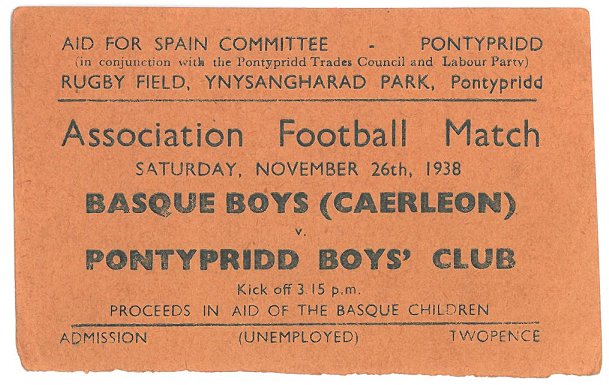 AID FOR SPAIN COMMITTEE - PONTYPRIDD
(in conjunction with the Pontypridd Trades Council and Labour Party)
RUGBY FIELD, YNYSANGHARAD PARK, Pontypridd
Association Football Match
SATURDAY, NOVEMBER 26th, 1938
BASQUE BOYS (CAERLEON)
v.
PONTYPRIDD BOYS' CLUB
Kick off 3.15 p.m.
PROCEEDS IN AID OF THE BASQUE CHILDREN
ADMISSION (UNEMPLOYED) TWOPENCE